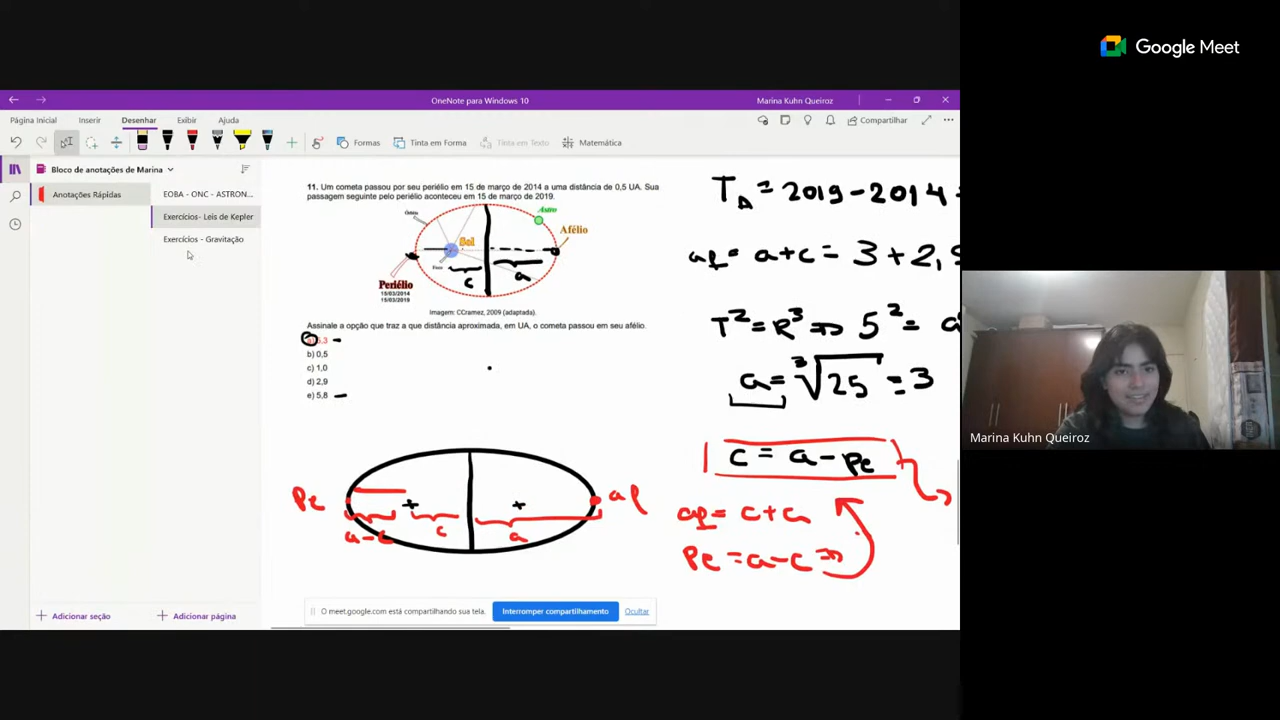 Google Meet
OneNote para Windows 10
Marina Kuhn Queiroz
Página Inicial
Inserir
Desenhar
Exibir
Ajuda
Compartilhar
Formas
Tinta em Forma
Tinta em Texto
Matemática
Bloco de anotações de Marina
Anotações Rápidas
EOBA - ONC - ASTRON...
Exercícios- Leis de Kepler
Exercícios - Gravitação
11. Um cometa passou por seu periélio em 15 de março de 2014 a uma distância de 0,5 UA. Sua
passagem seguinte pelo periélio aconteceu em 15 de março de 2019.
Órbita
Astro
Afélio
Sol
Foco
c
a
Periélio
15/03/2014
15/03/2019
Imagem: CCramez, 2009 (adaptada).
Assinale a opção que traz a que distância aproximada, em UA, o cometa passou em seu afélio.
b) 0,5
c) 1,0
d) 2,9
e) 5,8
Pe
af
a-c
c
a
T = 2019-2014 =
af = a+c = 3 + 2,5
T² = R³ => 5² = a
a = ³√25 = 3
c = a - pe
af = c+a
Pe = a-c =>
Adicionar seção
Adicionar página
O meet.google.com está compartilhando sua tela.
Interromper compartilhamento
Ocultar
Marina Kuhn Queiroz